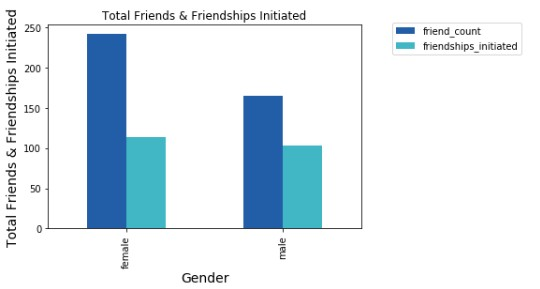 Total Friends & Friendships Initiated
friend_count
friendships_initiated
Total Friends & Friendships Initiated
250
200
150
100
50
0
female
male
Gender